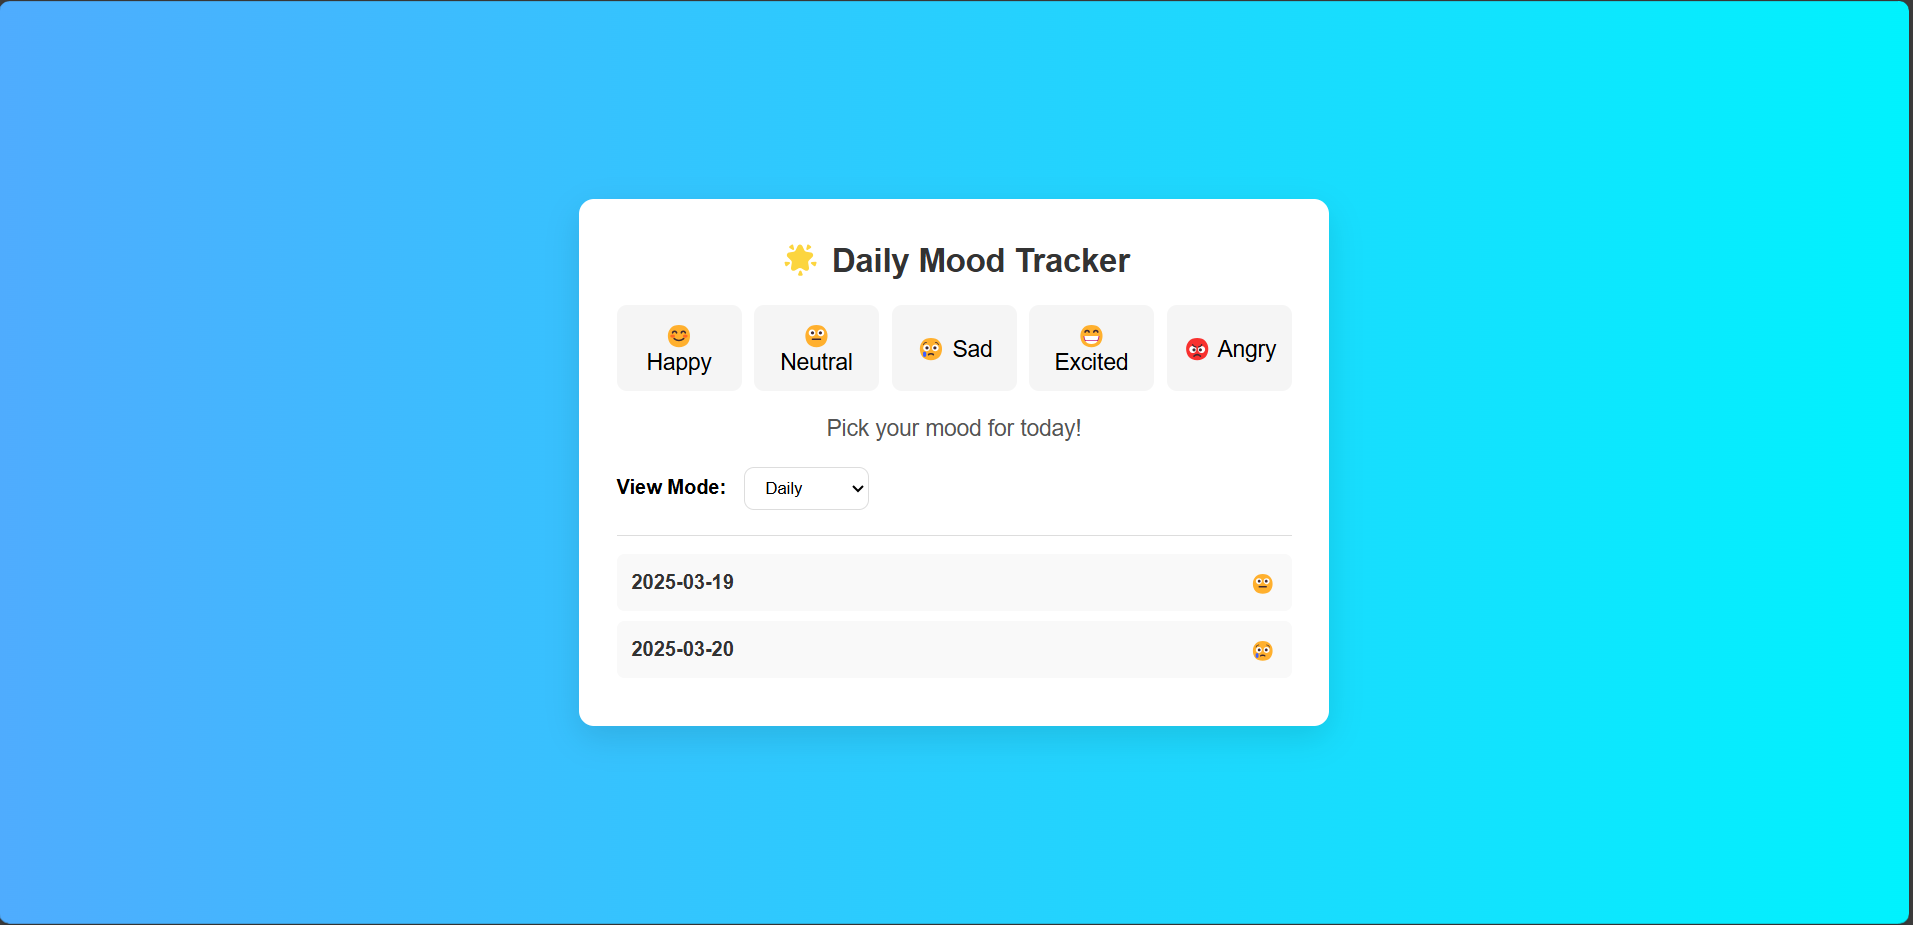 🌟 Daily Mood Tracker
😊
Happy
😐
Neutral
😢 Sad
😁
Excited
😡 Angry
Pick your mood for today!
View Mode: Daily
2025-03-19 😐
2025-03-20 😢